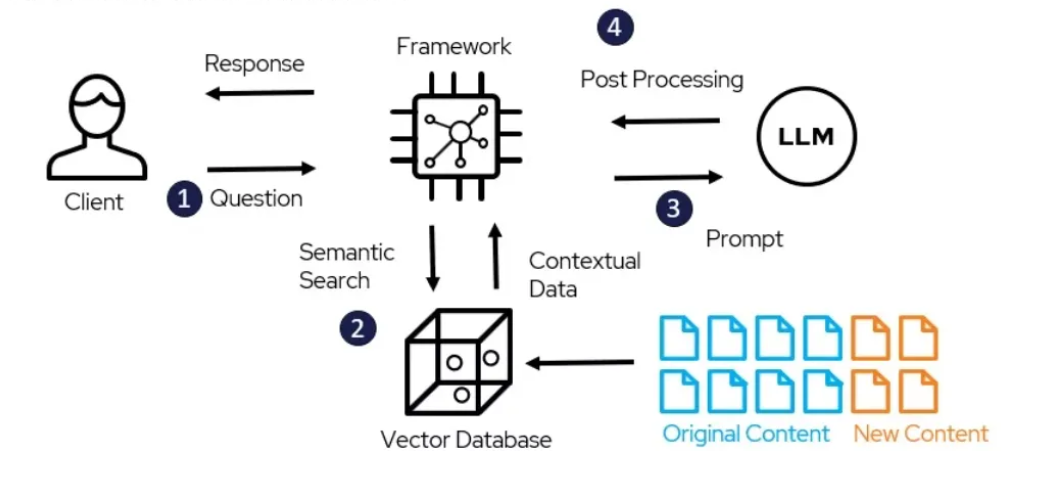 4
Framework
Response
Post Processing
LLM
Client
1 Question
3
Prompt
Semantic
Search
Contextual
Data
2
Vector Database
Original Content New Content